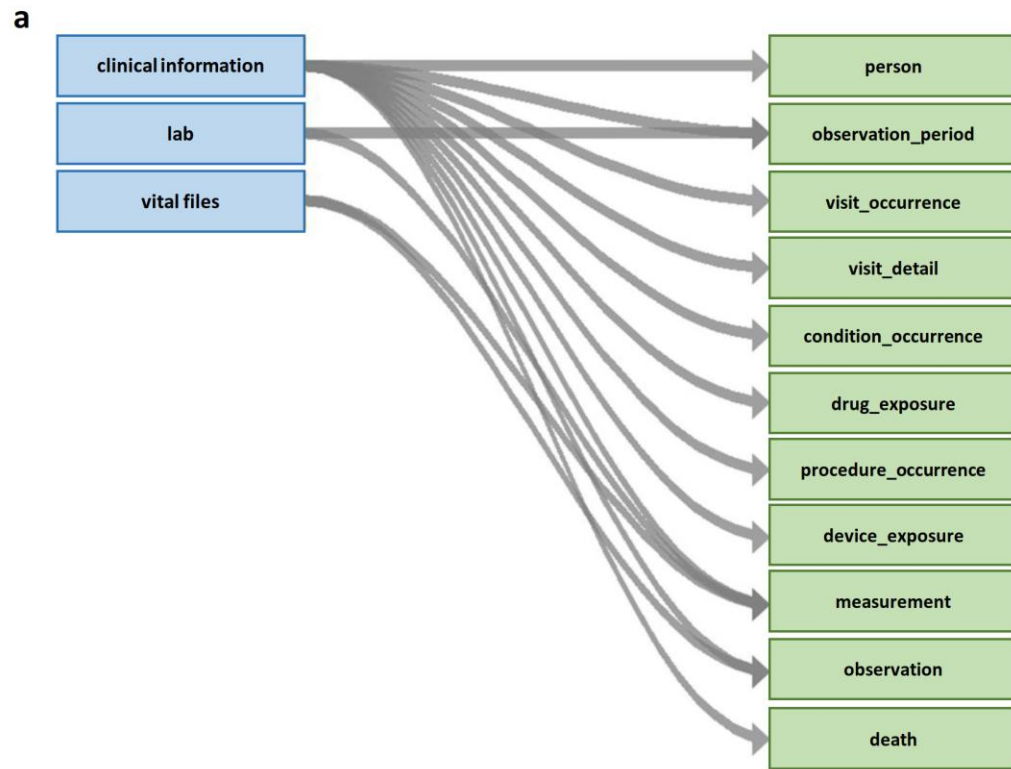 a
clinical information
lab
vital files
person
observation_period
visit_occurrence
visit_detail
condition_occurrence
drug_exposure
procedure_occurrence
device_exposure
measurement
observation
death